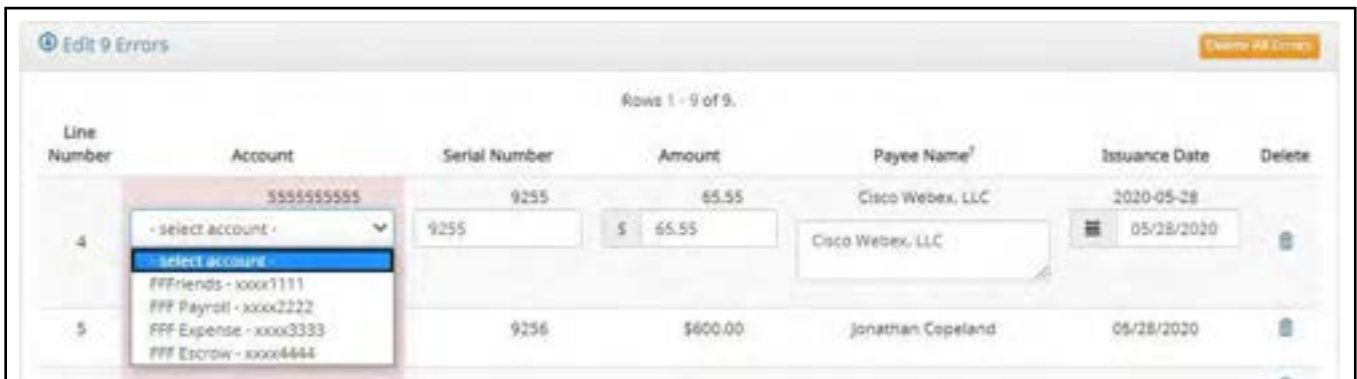 Edit 9 Errors
Delete All Errors
Rows 1 - 9 of 9.
Line Number Account Serial Number Amount Payee Name? Issuance Date Delete
5555555555 9255 65.55 Cisco Webex, LLC 2020-05-28
4 - select account - 9255 $ 65.55 Cisco Webex, LLC 05/28/2020
- select account -
FFFriends - xxxx1111
FFF Payroll - xxxx2222
FFF Expense - xxxx3333
FFF Escrow - xxxx4444
5 9256 $600.00 Jonathan Copeland 05/28/2020